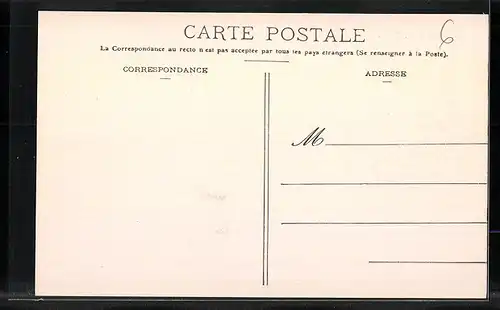 CARTE POSTALE
6
La Correspondance au recto n'est pas acceptée par tous les pays étrangers (Se renseigner à la Poste).
CORRESPONDANCE
ADRESSE
M